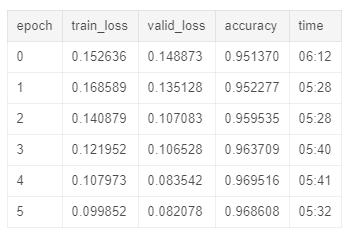 epoch train_loss valid_loss accuracy time
0 0.152636 0.148873 0.951370 06:12
1 0.168589 0.135128 0.952277 05:28
2 0.140879 0.107083 0.959535 05:28
3 0.121952 0.106528 0.963709 05:40
4 0.107973 0.083542 0.969516 05:41
5 0.099852 0.082078 0.968608 05:32